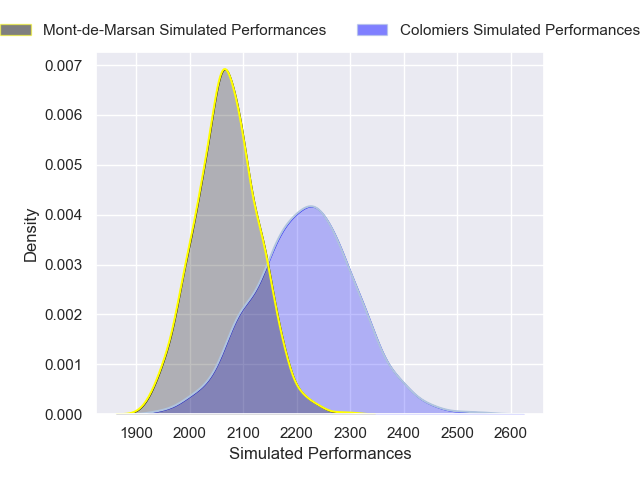 Mont-de-Marsan Simulated Performances Colomiers Simulated Performances
0.007
0.006
0.005
0.004
0.003
0.002
0.001
0.000
Density
1900 2000 2100 2200 2300 2400 2500 2600
Simulated Performances